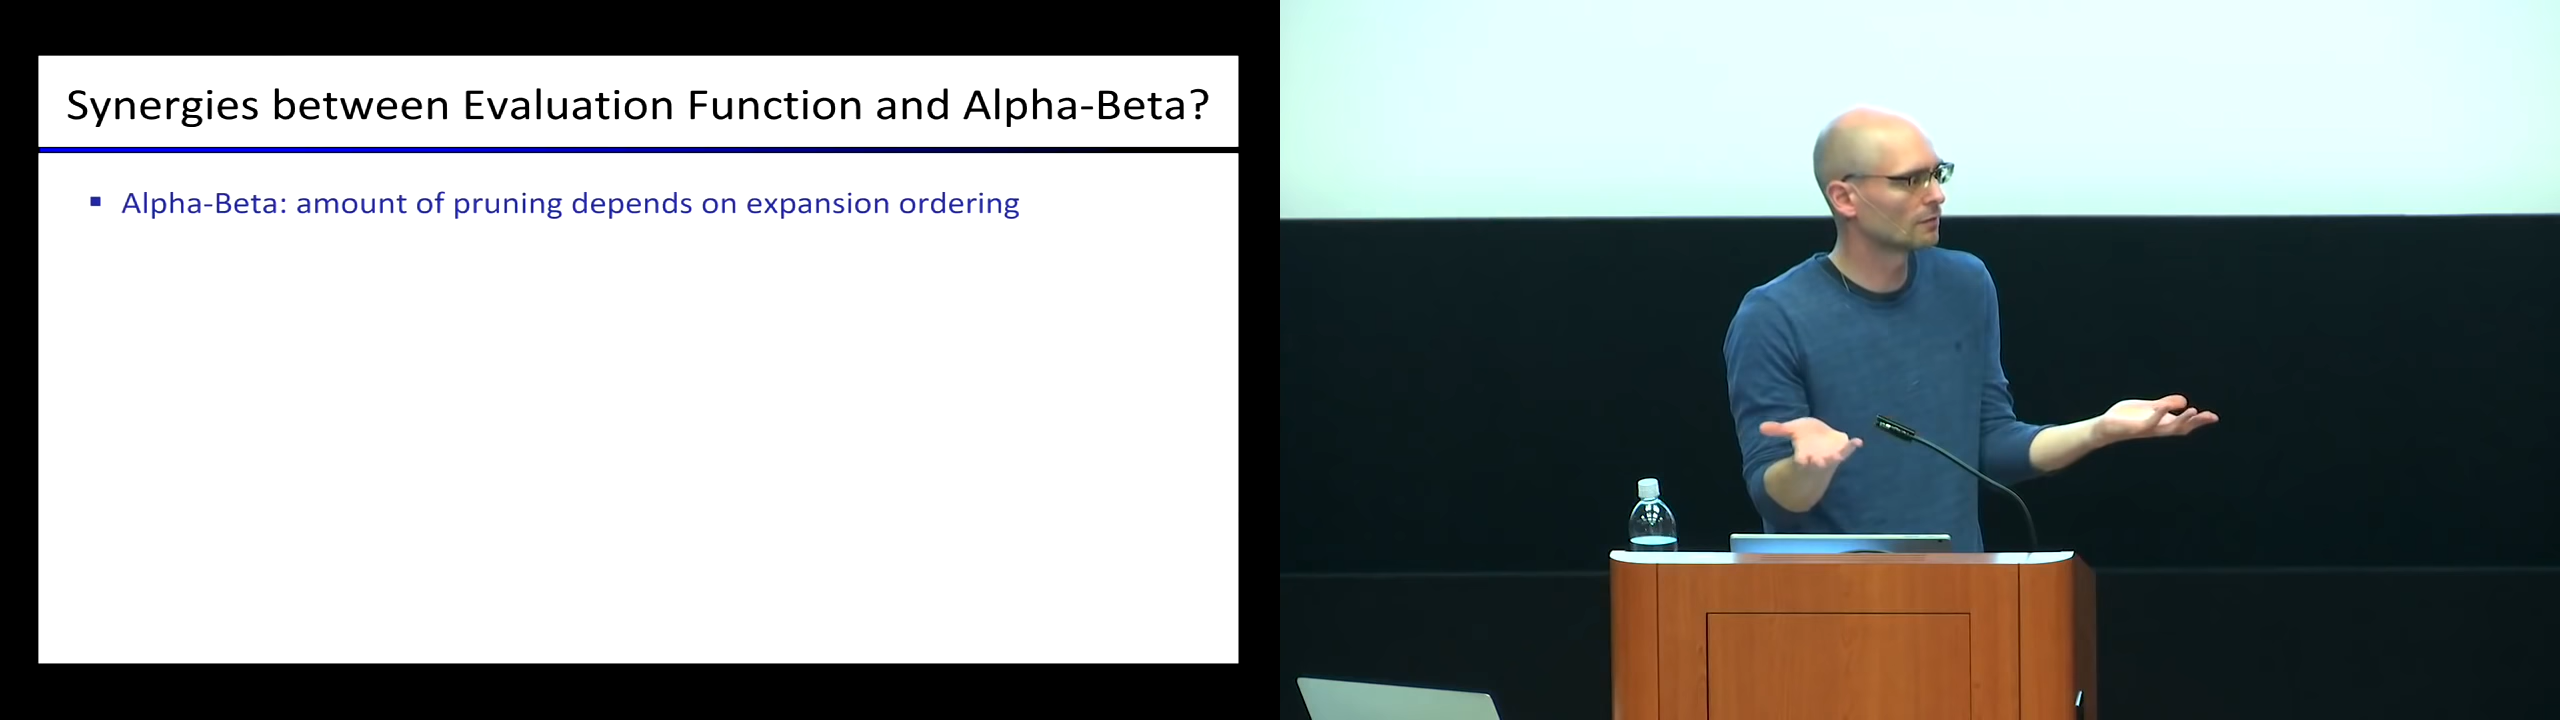 Synergies between Evaluation Function and Alpha-Beta?
▪ Alpha-Beta: amount of pruning depends on expansion ordering